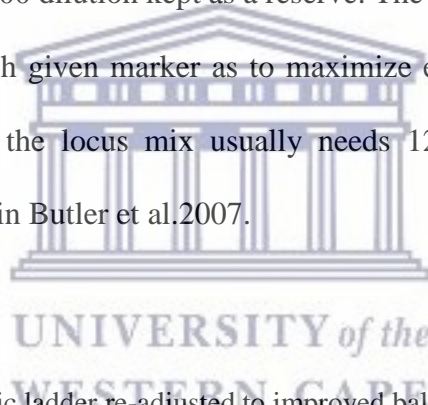 00 dilution kept as a reserve. The
h given marker as to maximize e
the locus mix usually needs 12
in Butler et al.2007.
UNIVERSITY of the
ic ladder re-adjusted to improved bal
WESTERN CAPE